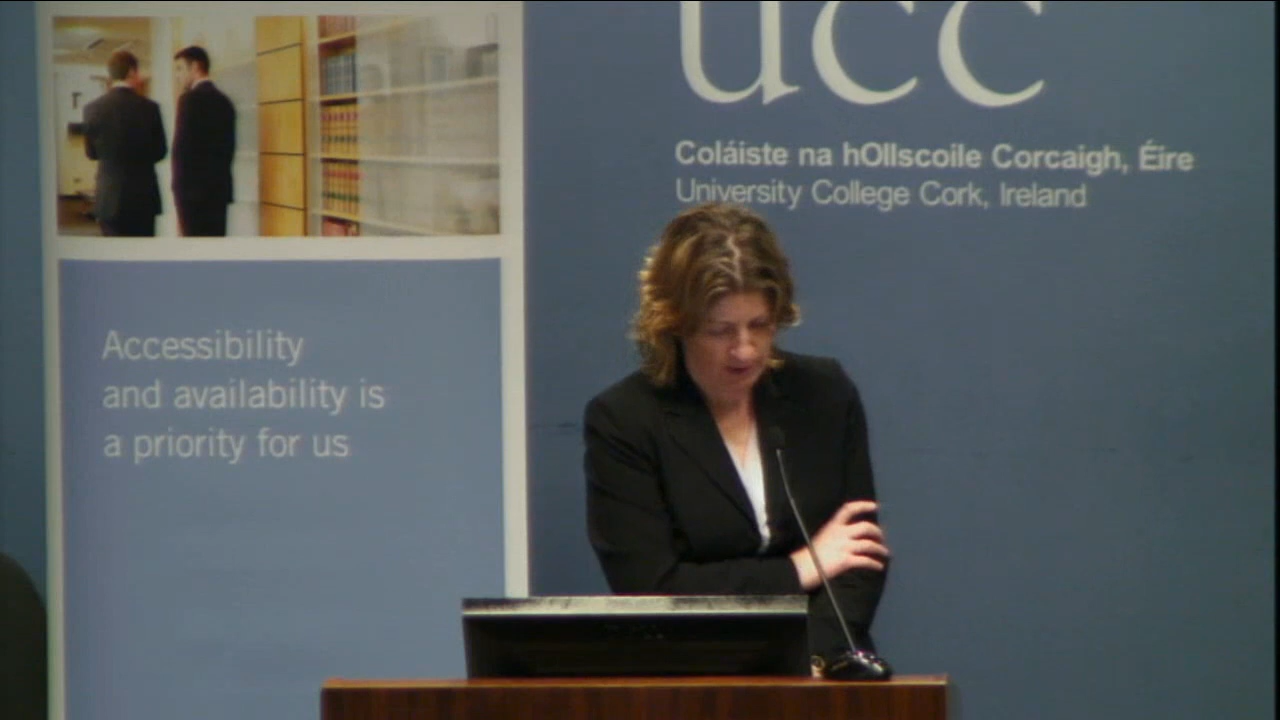 ucc
Coláiste na hOllscoile Corcaigh, Éire
University College Cork, Ireland
Accessibility
and availability is
a priority for us